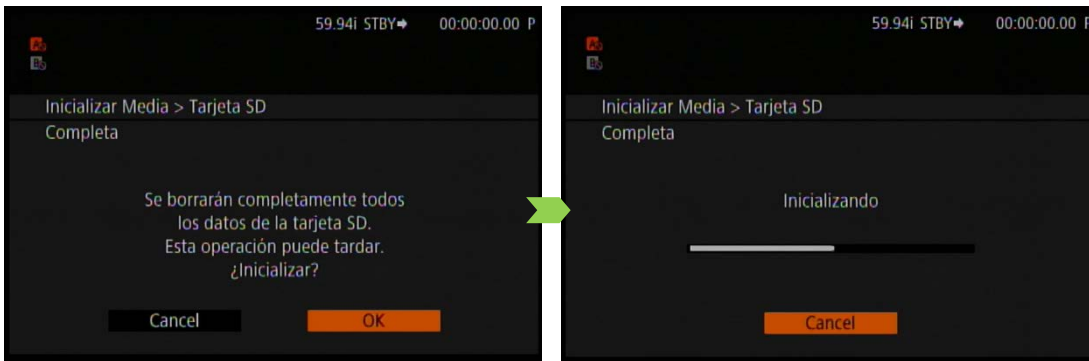 59.94i STBY➡ 00:00:00.00 P
A
B
Inicializar Media > Tarjeta SD
Completa
Se borrarán completamente todos
los datos de la tarjeta SD.
Esta operación puede tardar.
¿Inicializar?
Cancel OK
59.94i STBY➡ 00:00:00.00 P
A
B
Inicializar Media > Tarjeta SD
Completa
Inicializando
Cancel